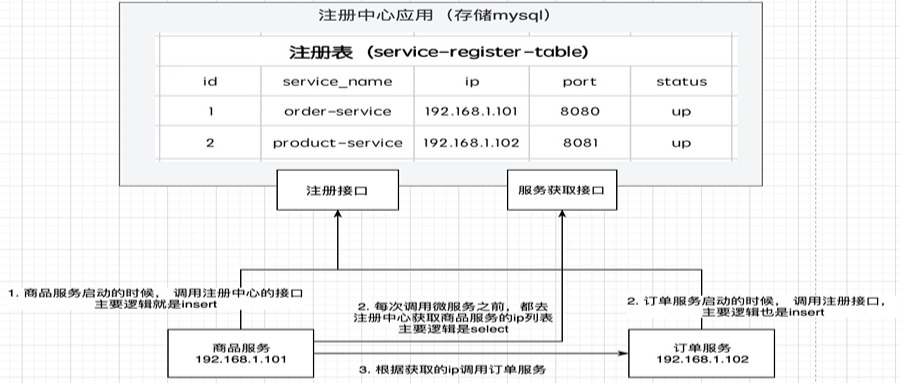 注册中心应用（存储mysql）
注册表（service-register-table）
id service_name ip port status
1 order-service 192.168.1.101 8080 up
2 product-service 192.168.1.102 8081 up
注册接口
服务获取接口
1. 商品服务启动的时候， 调用注册中心的接口
主要逻辑就是insert
2. 每次调用微服务之前，都去
注册中心获取商品服务的ip列表
主要逻辑是select
2. 订单服务启动的时候， 调用注册接口，
主要逻辑也是insert
商品服务
192.168.1.101
订单服务
192.168.1.102
3. 根据获取的ip调用订单服务